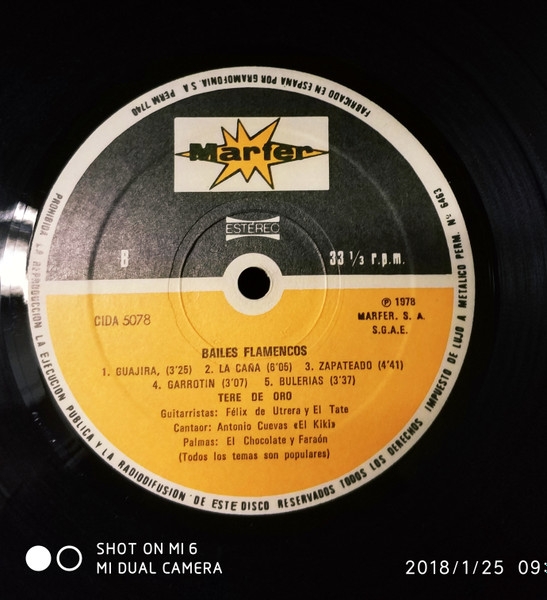 FABRICADO EN ESPAÑA POR GRAMOFONIA S.A. PERM 7740
Marfer
ESTEREC
B
33 1/3 r.p.m.
CIDA 5078
Ⓟ 1978
MARFER, S. A.
S.G.A.E.
BAILES FLAMENCOS
1. GUAJIRA, (3'25) 2. LA CAÑA (6'05) 3. ZAPATEADO (4'41)
4. GARROTIN (3'07) 5. BULERIAS (3'37)
TERE DE ORO
Guitarristas: Félix de Utrera y El Tate
Cantaor: Antonio Cuevas «El Kiki»
Palmas: El Chocolate y Faraón
(Todos los temas son populares)
PROHIBIDA LA REPRODUCCION LA EJECUCION PUBLICA Y LA RADIODIFUSION DE ESTE DISCO RESERVADOS TODOS LOS DERECHOS IMPUESTO DE LUJO A METALICO PERM. Nº 6463
SHOT ON MI 6
MI DUAL CAMERA
2018/1/25 09: